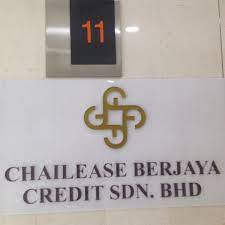 11
CHAILEASE BERJAYA
CREDIT SDN. BHD